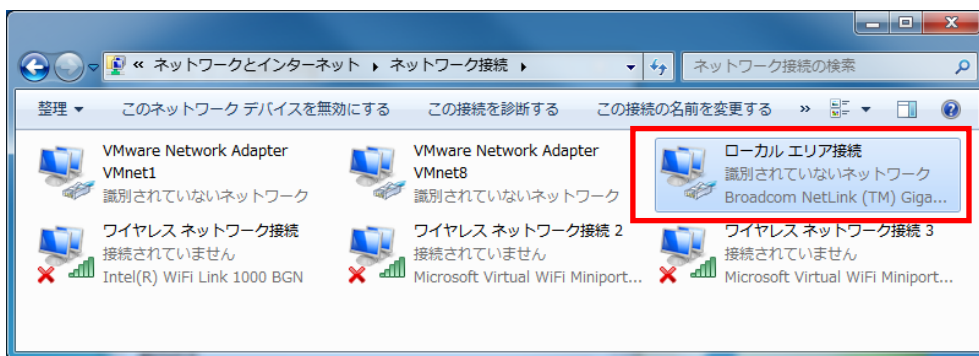 « ネットワークとインターネット ▸ ネットワーク接続 ▸
ネットワーク接続の検索
整理 ▼ このネットワーク デバイスを無効にする この接続を診断する この接続の名前を変更する »
VMware Network Adapter
VMnet1
識別されていないネットワーク
VMware Network Adapter
VMnet8
識別されていないネットワーク
ローカル エリア接続
識別されていないネットワーク
Broadcom NetLink (TM) Giga...
ワイヤレス ネットワーク接続
接続されていません
Intel(R) WiFi Link 1000 BGN
ワイヤレス ネットワーク接続 2
接続されていません
Microsoft Virtual WiFi Miniport...
ワイヤレス ネットワーク接続 3
接続されていません
Microsoft Virtual WiFi Miniport...